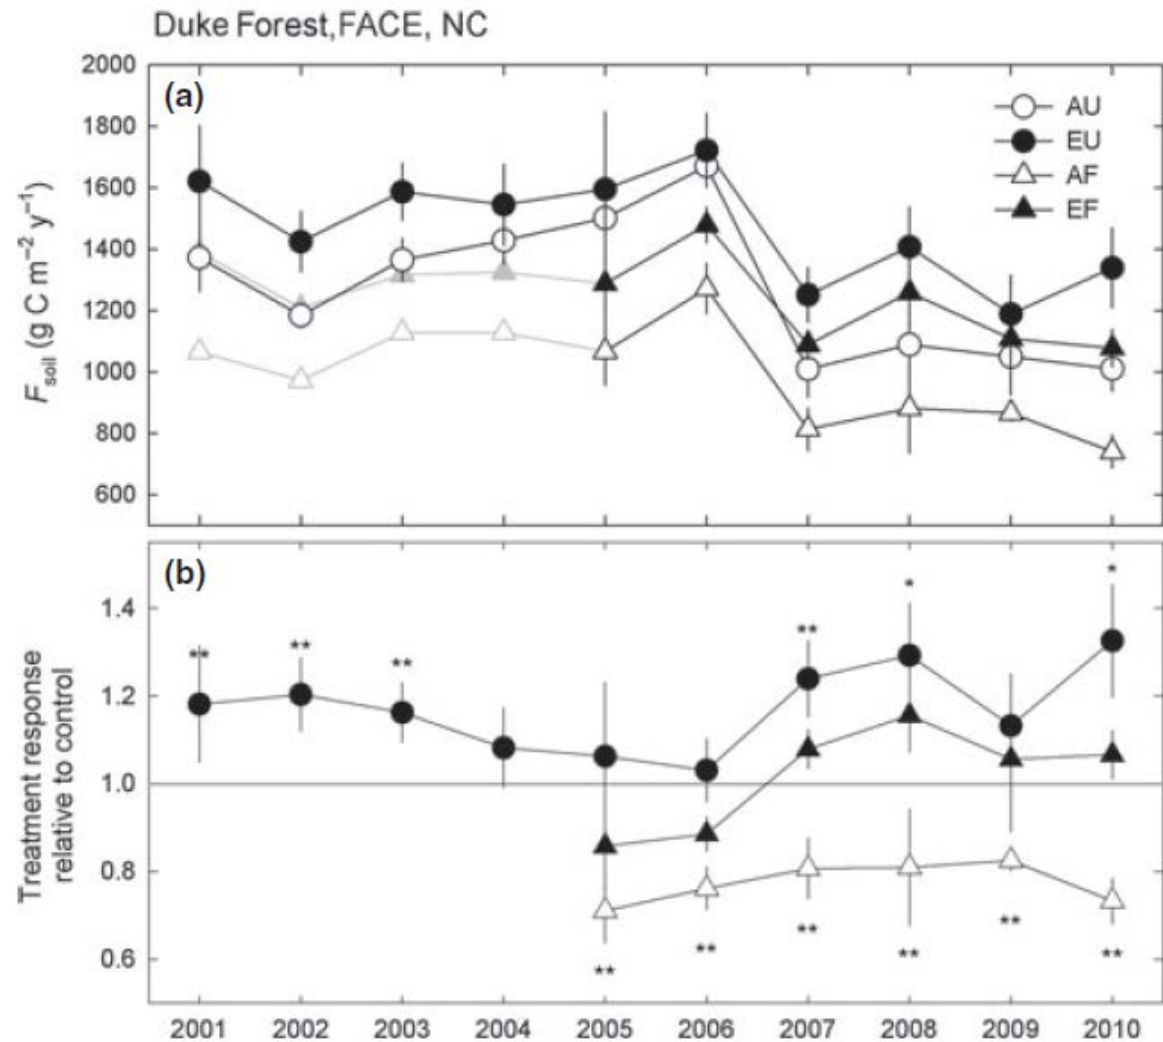 Duke Forest,FACE, NC
(a)
2000
1800
1600
1400
1200
1000
800
600
F soil (g C m⁻² y⁻¹)
AU
EU
AF
EF
(b)
1.4
1.2
1.0
0.8
0.6
Treatment response
relative to control
** ** ** ** * *
** ** ** ** ** **
2001 2002 2003 2004 2005 2006 2007 2008 2009 2010